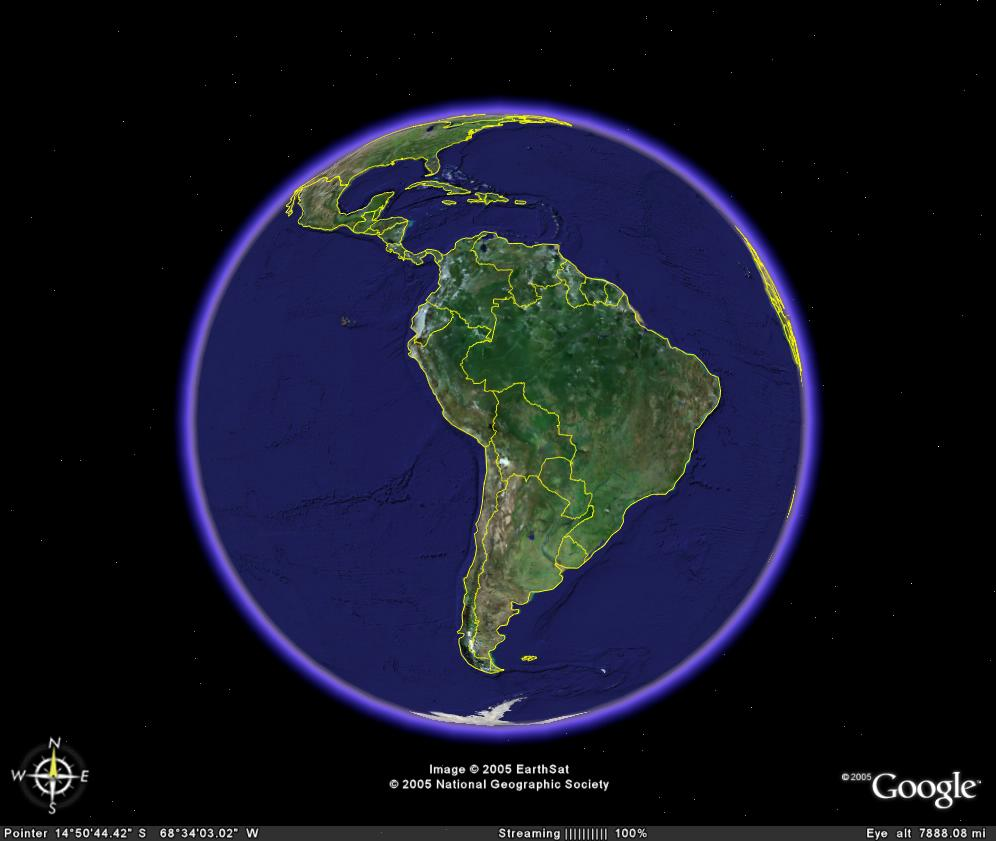 N
W E
S
Image © 2005 EarthSat
© 2005 National Geographic Society
© 2005 Google™
Pointer 14°50'44.42" S 68°34'03.02" W Streaming |||||||||| 100% Eye alt 7888.08 mi